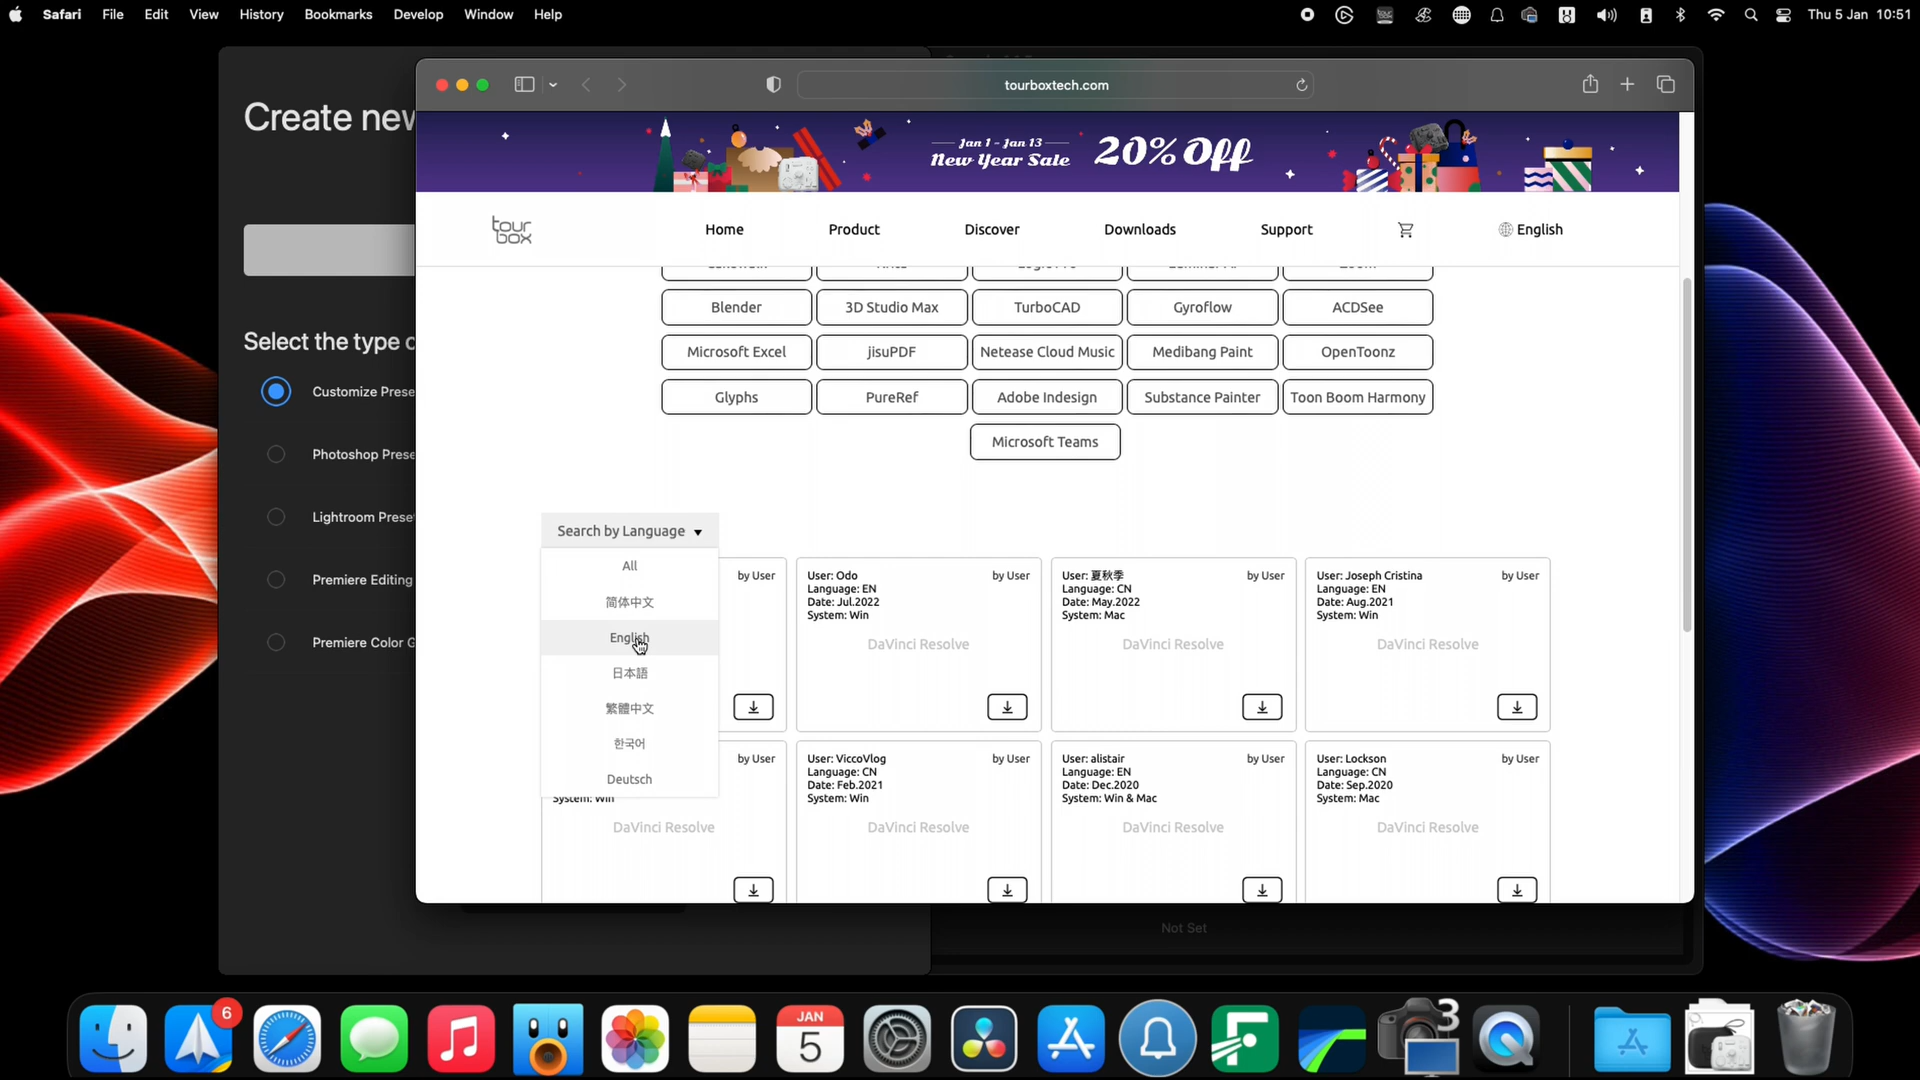 Safari File Edit View History Bookmarks Develop Window Help
Thu 5 Jan 10:51
Create new
tourboxtech.com
Jan 1 - Jan 13
New Year Sale
20% Off
tour
box
Home Product Discover Downloads Support English
Blender 3D Studio Max TurboCAD Gyroflow ACDSee
Microsoft Excel jisuPDF Netease Cloud Music Medibang Paint OpenToonz
Glyphs PureRef Adobe Indesign Substance Painter Toon Boom Harmony
Microsoft Teams
Select the type
Customize Prese
Photoshop Prese
Lightroom Prese
Premiere Editing
Premiere Color G
Search by Language
All
简体中文
English
日本語
繁體中文
한국어
Deutsch
by User
User: Odo by User
Language: EN
Date: Jul.2022
System: Win
DaVinci Resolve
User: 夏秋季 by User
Language: CN
Date: May.2022
System: Mac
DaVinci Resolve
User: Joseph Cristina by User
Language: EN
Date: Aug.2021
System: Win
DaVinci Resolve
by User
System: Win
DaVinci Resolve
User: ViccoVlog by User
Language: CN
Date: Feb.2021
System: Win
DaVinci Resolve
User: alistair by User
Language: EN
Date: Dec.2020
System: Win & Mac
DaVinci Resolve
User: Lockson by User
Language: CN
Date: Sep.2020
System: Mac
DaVinci Resolve
Not Set
6
JAN
5
3